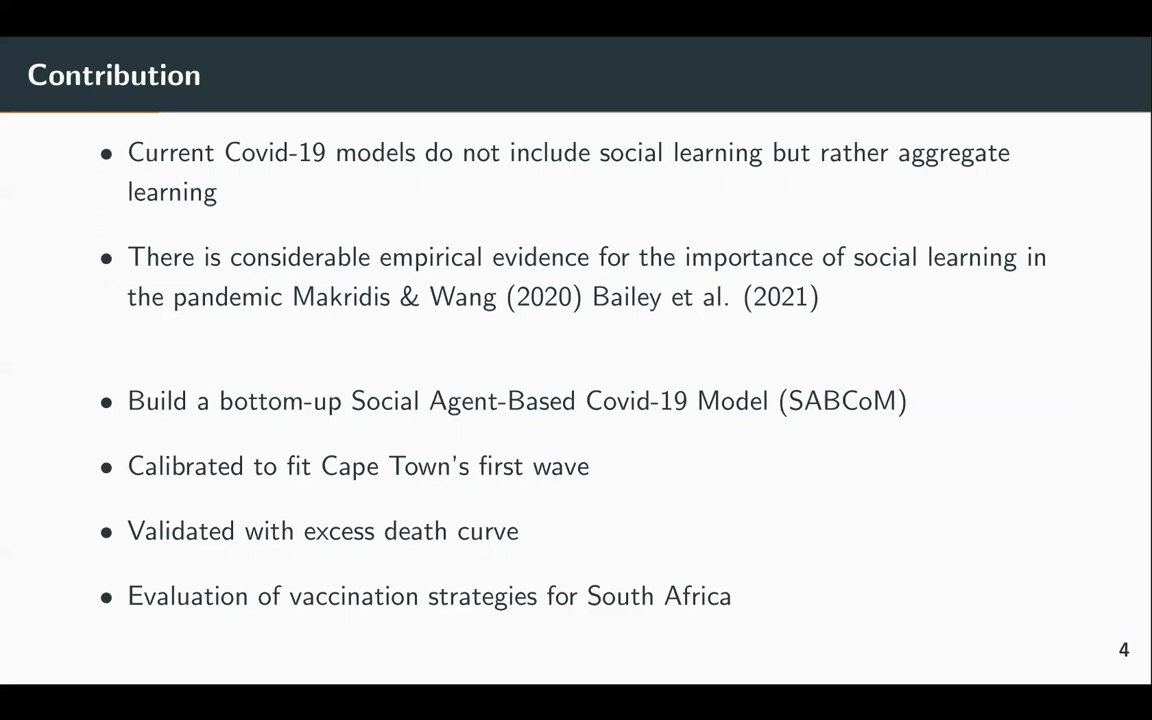 Contribution
• Current Covid-19 models do not include social learning but rather aggregate
learning
• There is considerable empirical evidence for the importance of social learning in
the pandemic Makridis & Wang (2020) Bailey et al. (2021)
• Build a bottom-up Social Agent-Based Covid-19 Model (SABCoM)
• Calibrated to fit Cape Town's first wave
• Validated with excess death curve
• Evaluation of vaccination strategies for South Africa
4